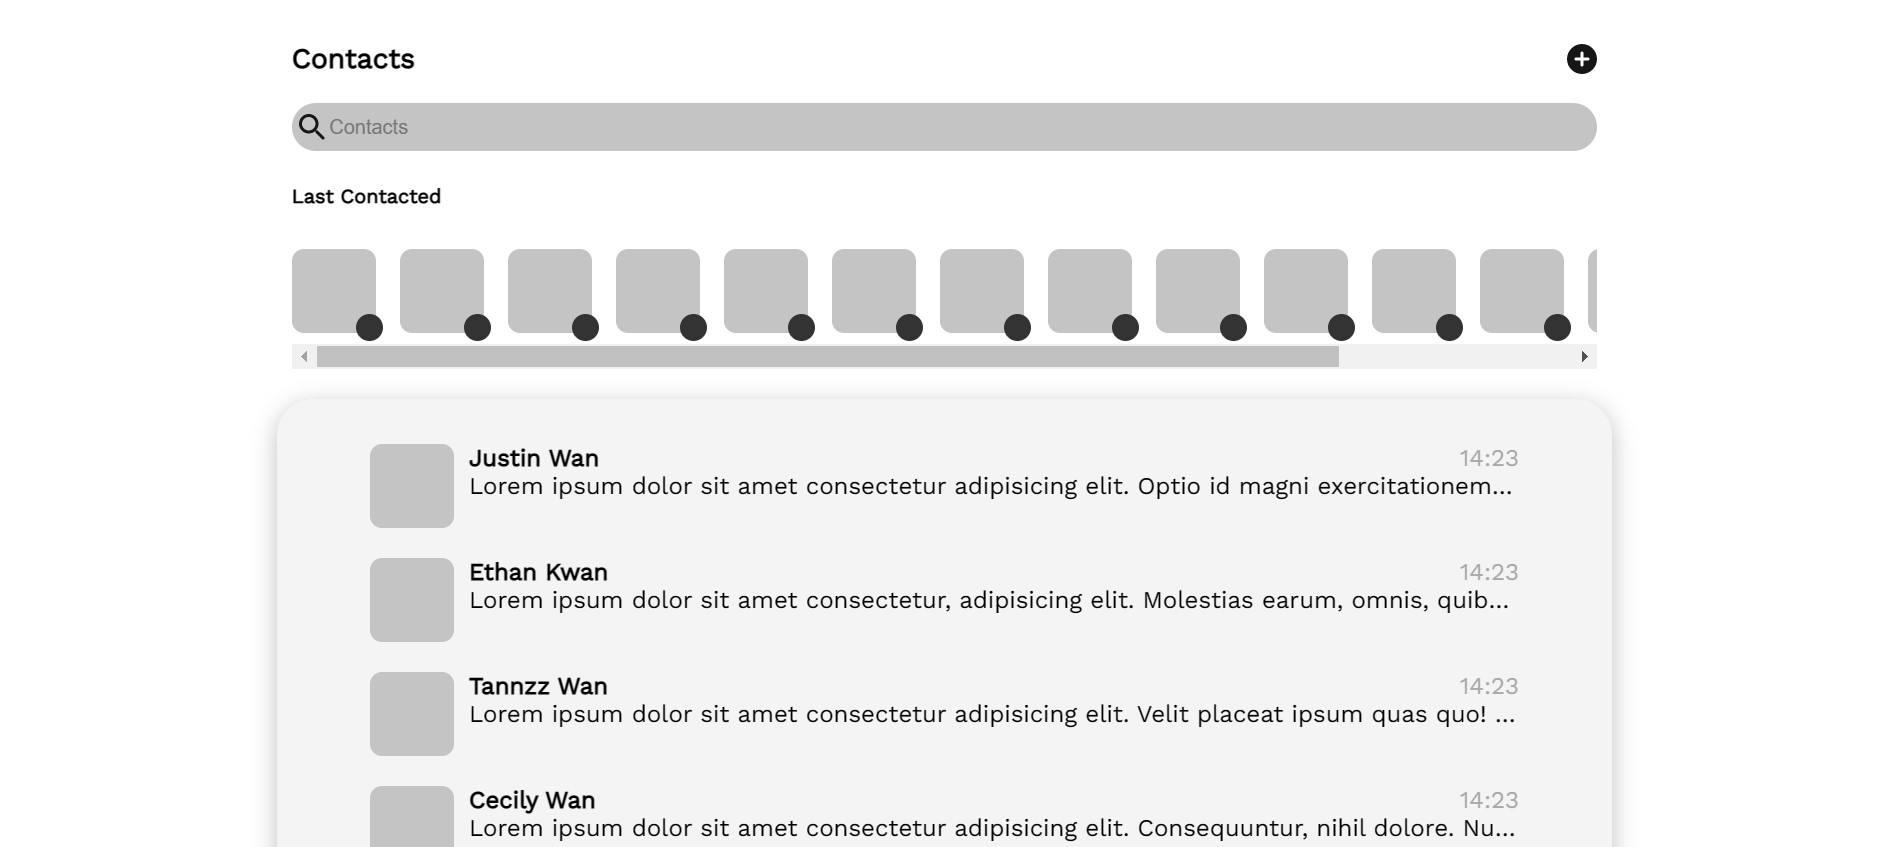 Contacts
Contacts
Last Contacted
Justin Wan 14:23
Lorem ipsum dolor sit amet consectetur adipisicing elit. Optio id magni exercitationem...
Ethan Kwan 14:23
Lorem ipsum dolor sit amet consectetur, adipisicing elit. Molestias earum, omnis, quib...
Tannzz Wan 14:23
Lorem ipsum dolor sit amet consectetur adipisicing elit. Velit placeat ipsum quas quo! ...
Cecily Wan 14:23
Lorem ipsum dolor sit amet consectetur adipisicing elit. Consequuntur, nihil dolore. Nu...